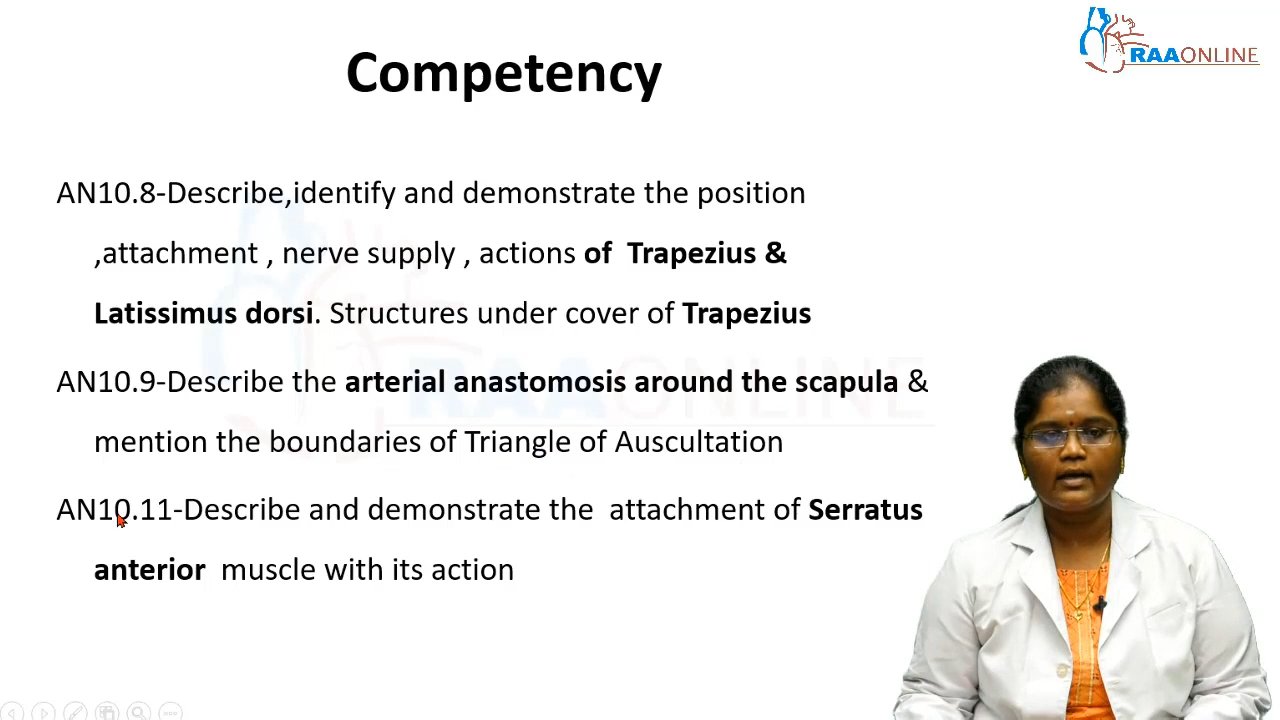 RAAONLINE
Competency
AN10.8-Describe,identify and demonstrate the position
,attachment , nerve supply , actions of Trapezius &
Latissimus dorsi. Structures under cover of Trapezius
AN10.9-Describe the arterial anastomosis around the scapula &
mention the boundaries of Triangle of Auscultation
AN10.11-Describe and demonstrate the attachment of Serratus
anterior muscle with its action
RAAONLINE